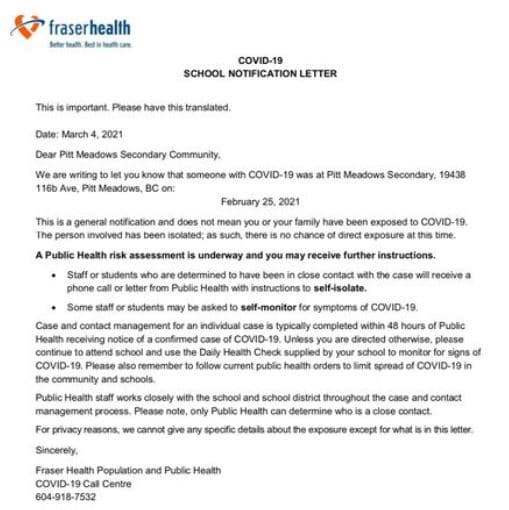 fraserhealth
Better health. Best in health care.
COVID-19
SCHOOL NOTIFICATION LETTER
This is important. Please have this translated.
Date: March 4, 2021
Dear Pitt Meadows Secondary Community,
We are writing to let you know that someone with COVID-19 was at Pitt Meadows Secondary, 19438
116b Ave, Pitt Meadows, BC on:
February 25, 2021
This is a general notification and does not mean you or your family have been exposed to COVID-19.
The person involved has been isolated; as such, there is no chance of direct exposure at this time.
A Public Health risk assessment is underway and you may receive further instructions.
• Staff or students who are determined to have been in close contact with the case will receive a
phone call or letter from Public Health with instructions to self-isolate.
• Some staff or students may be asked to self-monitor for symptoms of COVID-19.
Case and contact management for an individual case is typically completed within 48 hours of Public
Health receiving notice of a confirmed case of COVID-19. Unless you are directed otherwise, please
continue to attend school and use the Daily Health Check supplied by your school to monitor for signs of
COVID-19. Please also remember to follow current public health orders to limit spread of COVID-19 in
the community and schools.
Public Health staff works closely with the school and school district throughout the case and contact
management process. Please note, only Public Health can determine who is a close contact.
For privacy reasons, we cannot give any specific details about the exposure except for what is in this letter.
Sincerely,
Fraser Health Population and Public Health
COVID-19 Call Centre
604-918-7532